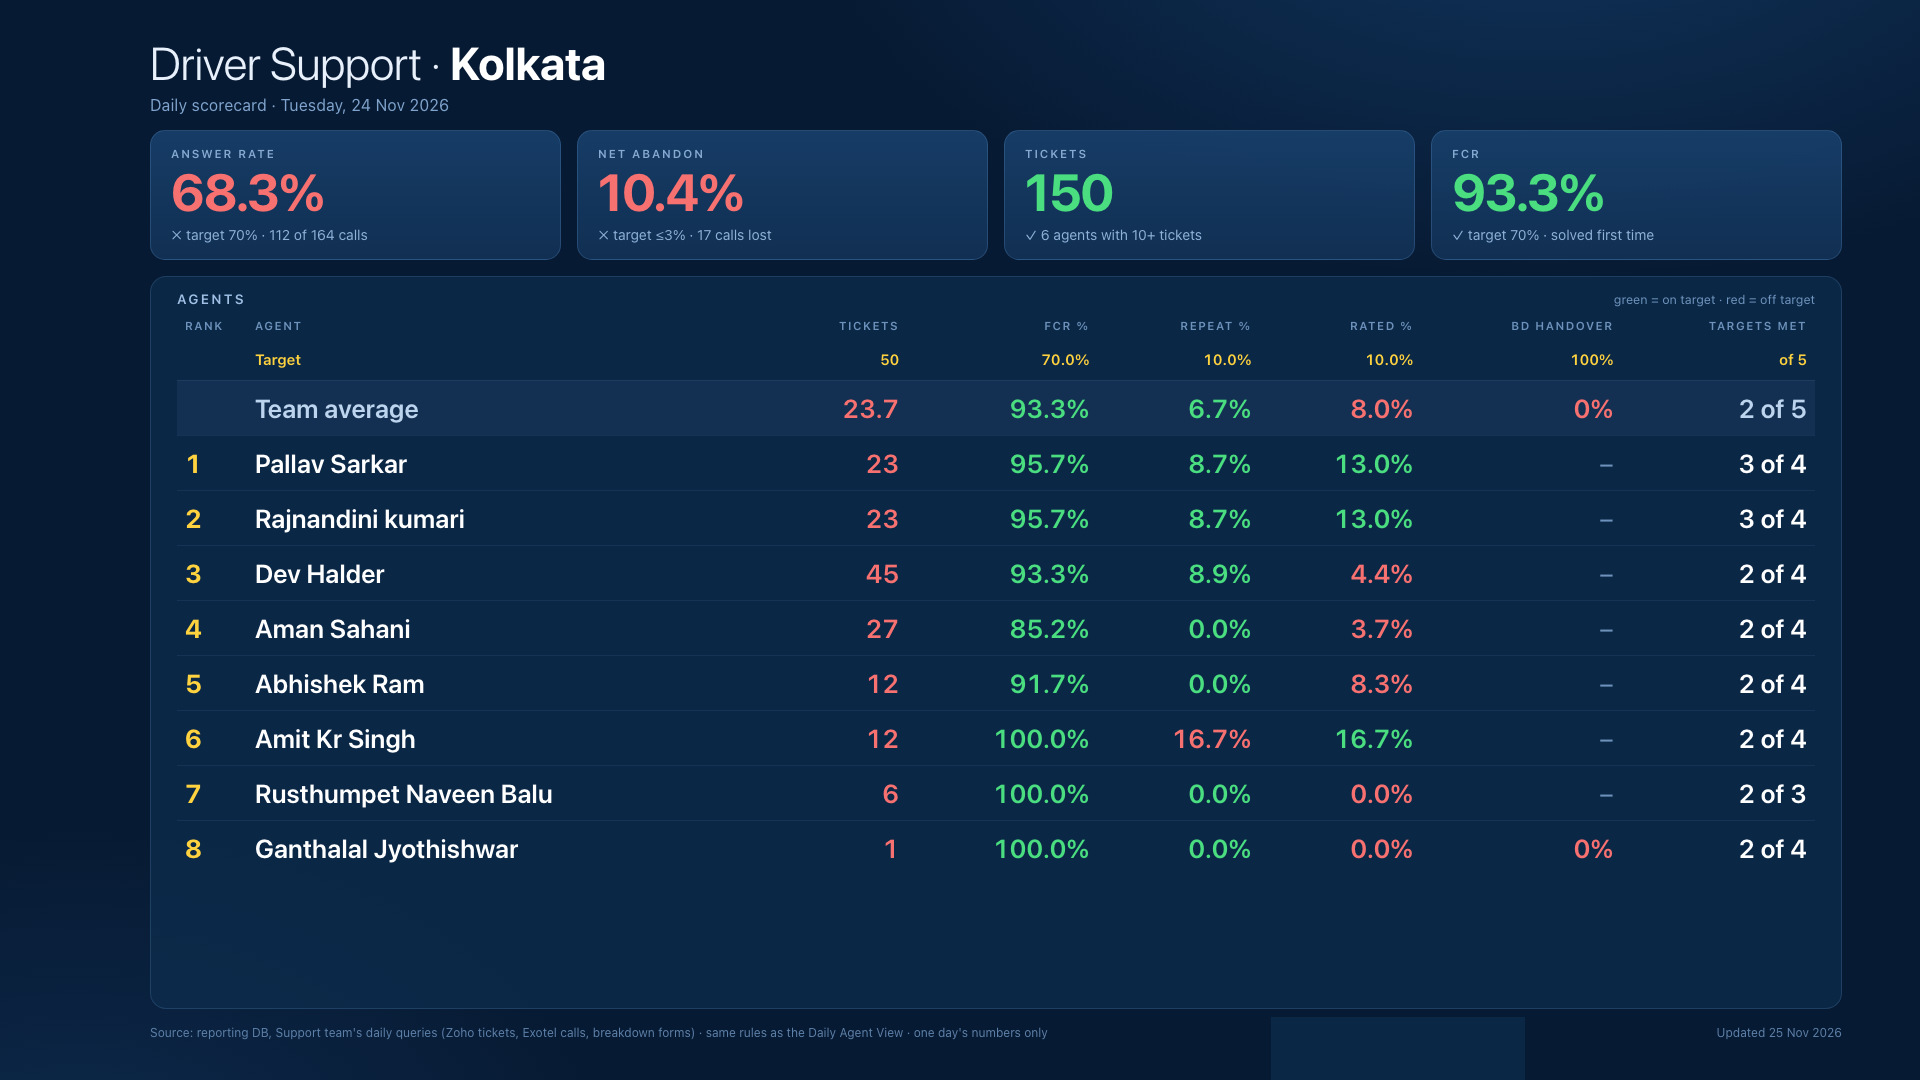 Driver Support · Kolkata
Daily scorecard · Tuesday, 24 Nov 2026
ANSWER RATE
68.3%
✕ target 70% · 112 of 164 calls
NET ABANDON
10.4%
✕ target ≤3% · 17 calls lost
TICKETS
150
✓ 6 agents with 10+ tickets
FCR
93.3%
✓ target 70% · solved first time
AGENTS
green = on target · red = off target
RANK AGENT TICKETS FCR % REPEAT % RATED % BD HANDOVER TARGETS MET
Target 50 70.0% 10.0% 10.0% 100% of 5
Team average 23.7 93.3% 6.7% 8.0% 0% 2 of 5
1 Pallav Sarkar 23 95.7% 8.7% 13.0% – 3 of 4
2 Rajnandini kumari 23 95.7% 8.7% 13.0% – 3 of 4
3 Dev Halder 45 93.3% 8.9% 4.4% – 2 of 4
4 Aman Sahani 27 85.2% 0.0% 3.7% – 2 of 4
5 Abhishek Ram 12 91.7% 0.0% 8.3% – 2 of 4
6 Amit Kr Singh 12 100.0% 16.7% 16.7% – 2 of 4
7 Rusthumpet Naveen Balu 6 100.0% 0.0% 0.0% – 2 of 3
8 Ganthalal Jyothishwar 1 100.0% 0.0% 0.0% 0% 2 of 4
Source: reporting DB, Support team's daily queries (Zoho tickets, Exotel calls, breakdown forms) · same rules as the Daily Agent View · one day's numbers only
Updated 25 Nov 2026